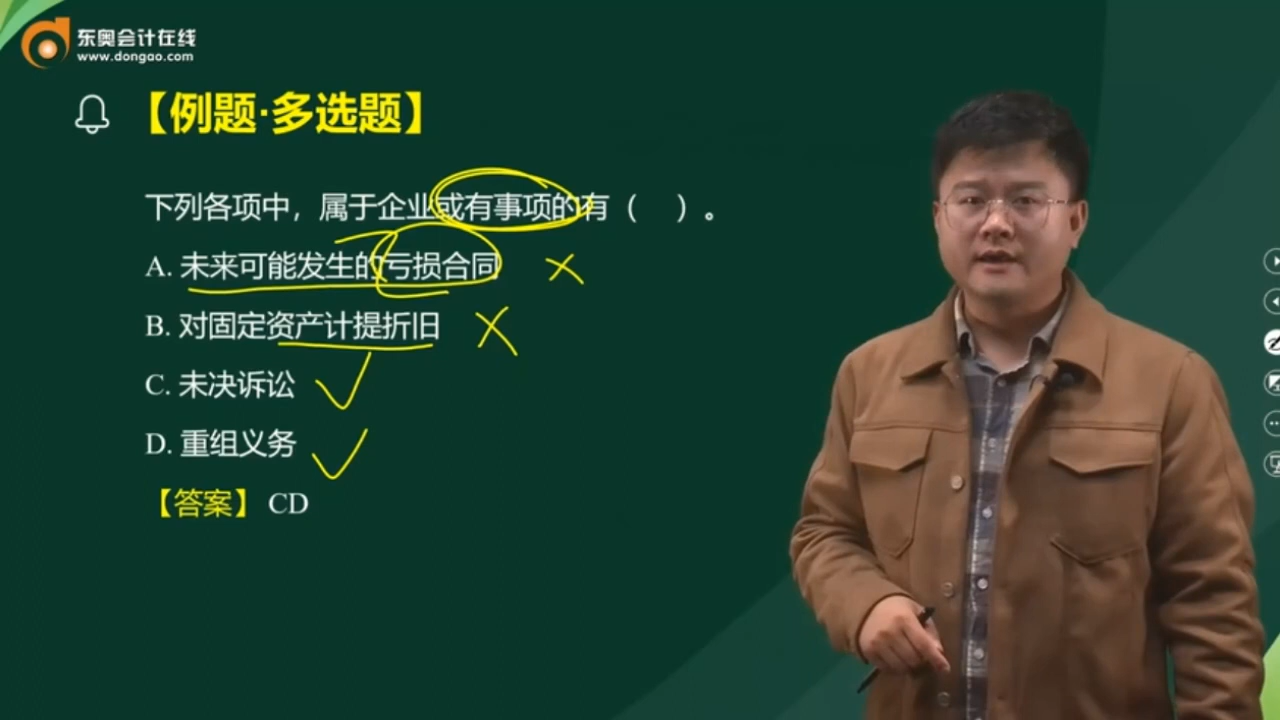 东奥会计在线
www.dongao.com
【例题·多选题】
下列各项中，属于企业或有事项的有（ ）。
A. 未来可能发生的亏损合同
B. 对固定资产计提折旧
C. 未决诉讼
D. 重组义务
【答案】CD